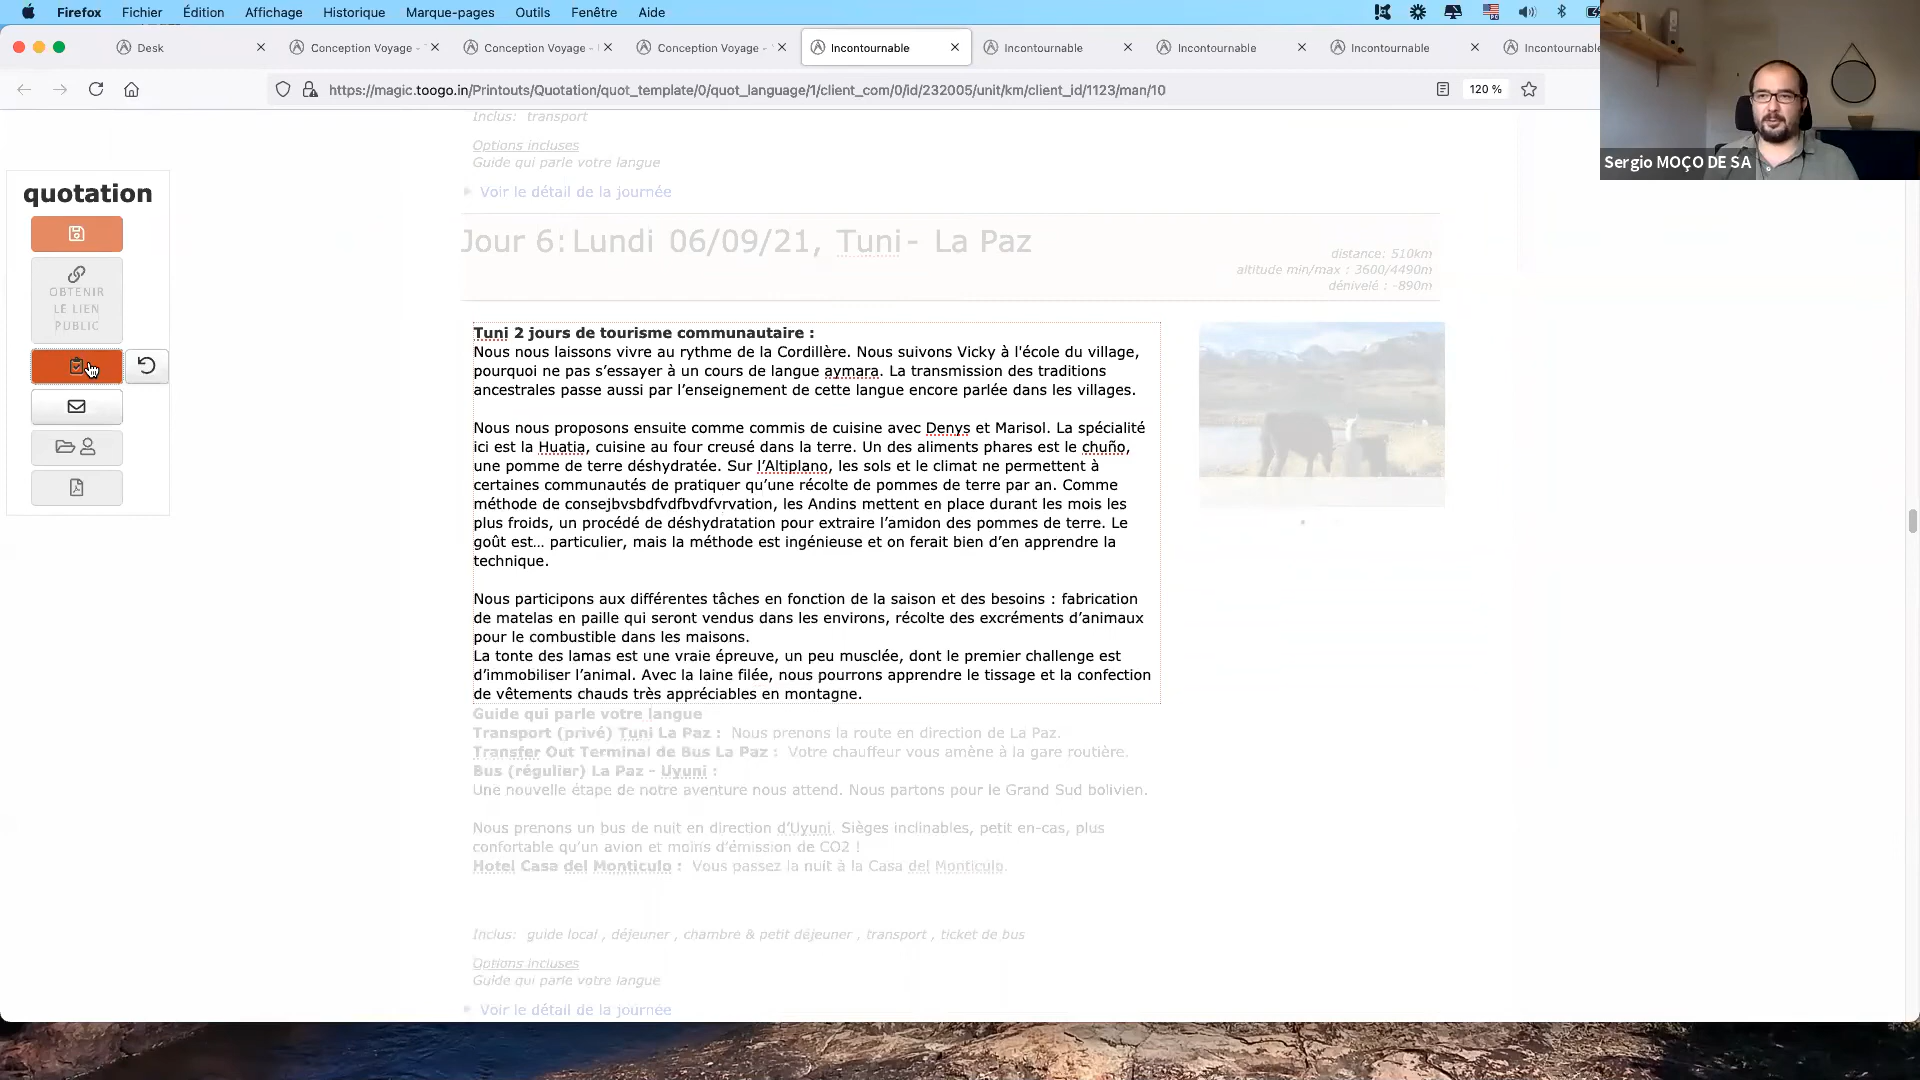 Firefox Fichier Édition Affichage Historique Marque-pages Outils Fenêtre Aide
Desk
Conception Voyage -
Conception Voyage -
Conception Voyage -
Incontournable
Incontournable
Incontournable
Incontournable
Incontournable
https://magic.toogo.in/Printouts/Quotation/quot_template/0/quot_language/1/client_com/0/id/232005/unit/km/client_id/1123/man/10
120 %
Sergio MOÇO DE SA
quotation
OBTENIR
LE LIEN
PUBLIC
Inclus: transport
Options incluses
Guide qui parle votre langue
Voir le détail de la journée
Jour 6: Lundi 06/09/21, Tuni - La Paz
distance: 510km
altitude min/max : 3600/4490m
dénivelé : -890m
Tuni 2 jours de tourisme communautaire :
Nous nous laissons vivre au rythme de la Cordillère. Nous suivons Vicky à l'école du village,
pourquoi ne pas s’essayer à un cours de langue aymara. La transmission des traditions
ancestrales passe aussi par l’enseignement de cette langue encore parlée dans les villages.
Nous nous proposons ensuite comme commis de cuisine avec Denys et Marisol. La spécialité
ici est la Huatia, cuisine au four creusé dans la terre. Un des aliments phares est le chuño,
une pomme de terre déshydratée. Sur l’Altiplano, les sols et le climat ne permettent à
certaines communautés de pratiquer qu’une récolte de pommes de terre par an. Comme
méthode de consejbvsbdfvdfbvdfvrvation, les Andins mettent en place durant les mois les
plus froids, un procédé de déshydratation pour extraire l’amidon des pommes de terre. Le
goût est… particulier, mais la méthode est ingénieuse et on ferait bien d’en apprendre la
technique.
Nous participons aux différentes tâches en fonction de la saison et des besoins : fabrication
de matelas en paille qui seront vendus dans les environs, récolte des excréments d’animaux
pour le combustible dans les maisons.
La tonte des lamas est une vraie épreuve, un peu musclée, dont le premier challenge est
d’immobiliser l’animal. Avec la laine filée, nous pourrons apprendre le tissage et la confection
de vêtements chauds très appréciables en montagne.
Guide qui parle votre langue
Transport (privé) Tuni La Paz : Nous prenons la route en direction de La Paz.
Transfer Out Terminal de Bus La Paz : Votre chauffeur vous amène à la gare routière.
Bus (régulier) La Paz - Uyuni :
Une nouvelle étape de notre aventure nous attend. Nous partons pour le Grand Sud bolivien.
Nous prenons un bus de nuit en direction d’Uyuni. Sièges inclinables, petit en-cas, plus
confortable qu’un avion et moins d’émission de CO2 !
Hotel Casa del Monticulo : Vous passez la nuit à la Casa del Monticulo.
Inclus: guide local , déjeuner , chambre & petit déjeuner , transport , ticket de bus
Options incluses
Guide qui parle votre langue
Voir le détail de la journée